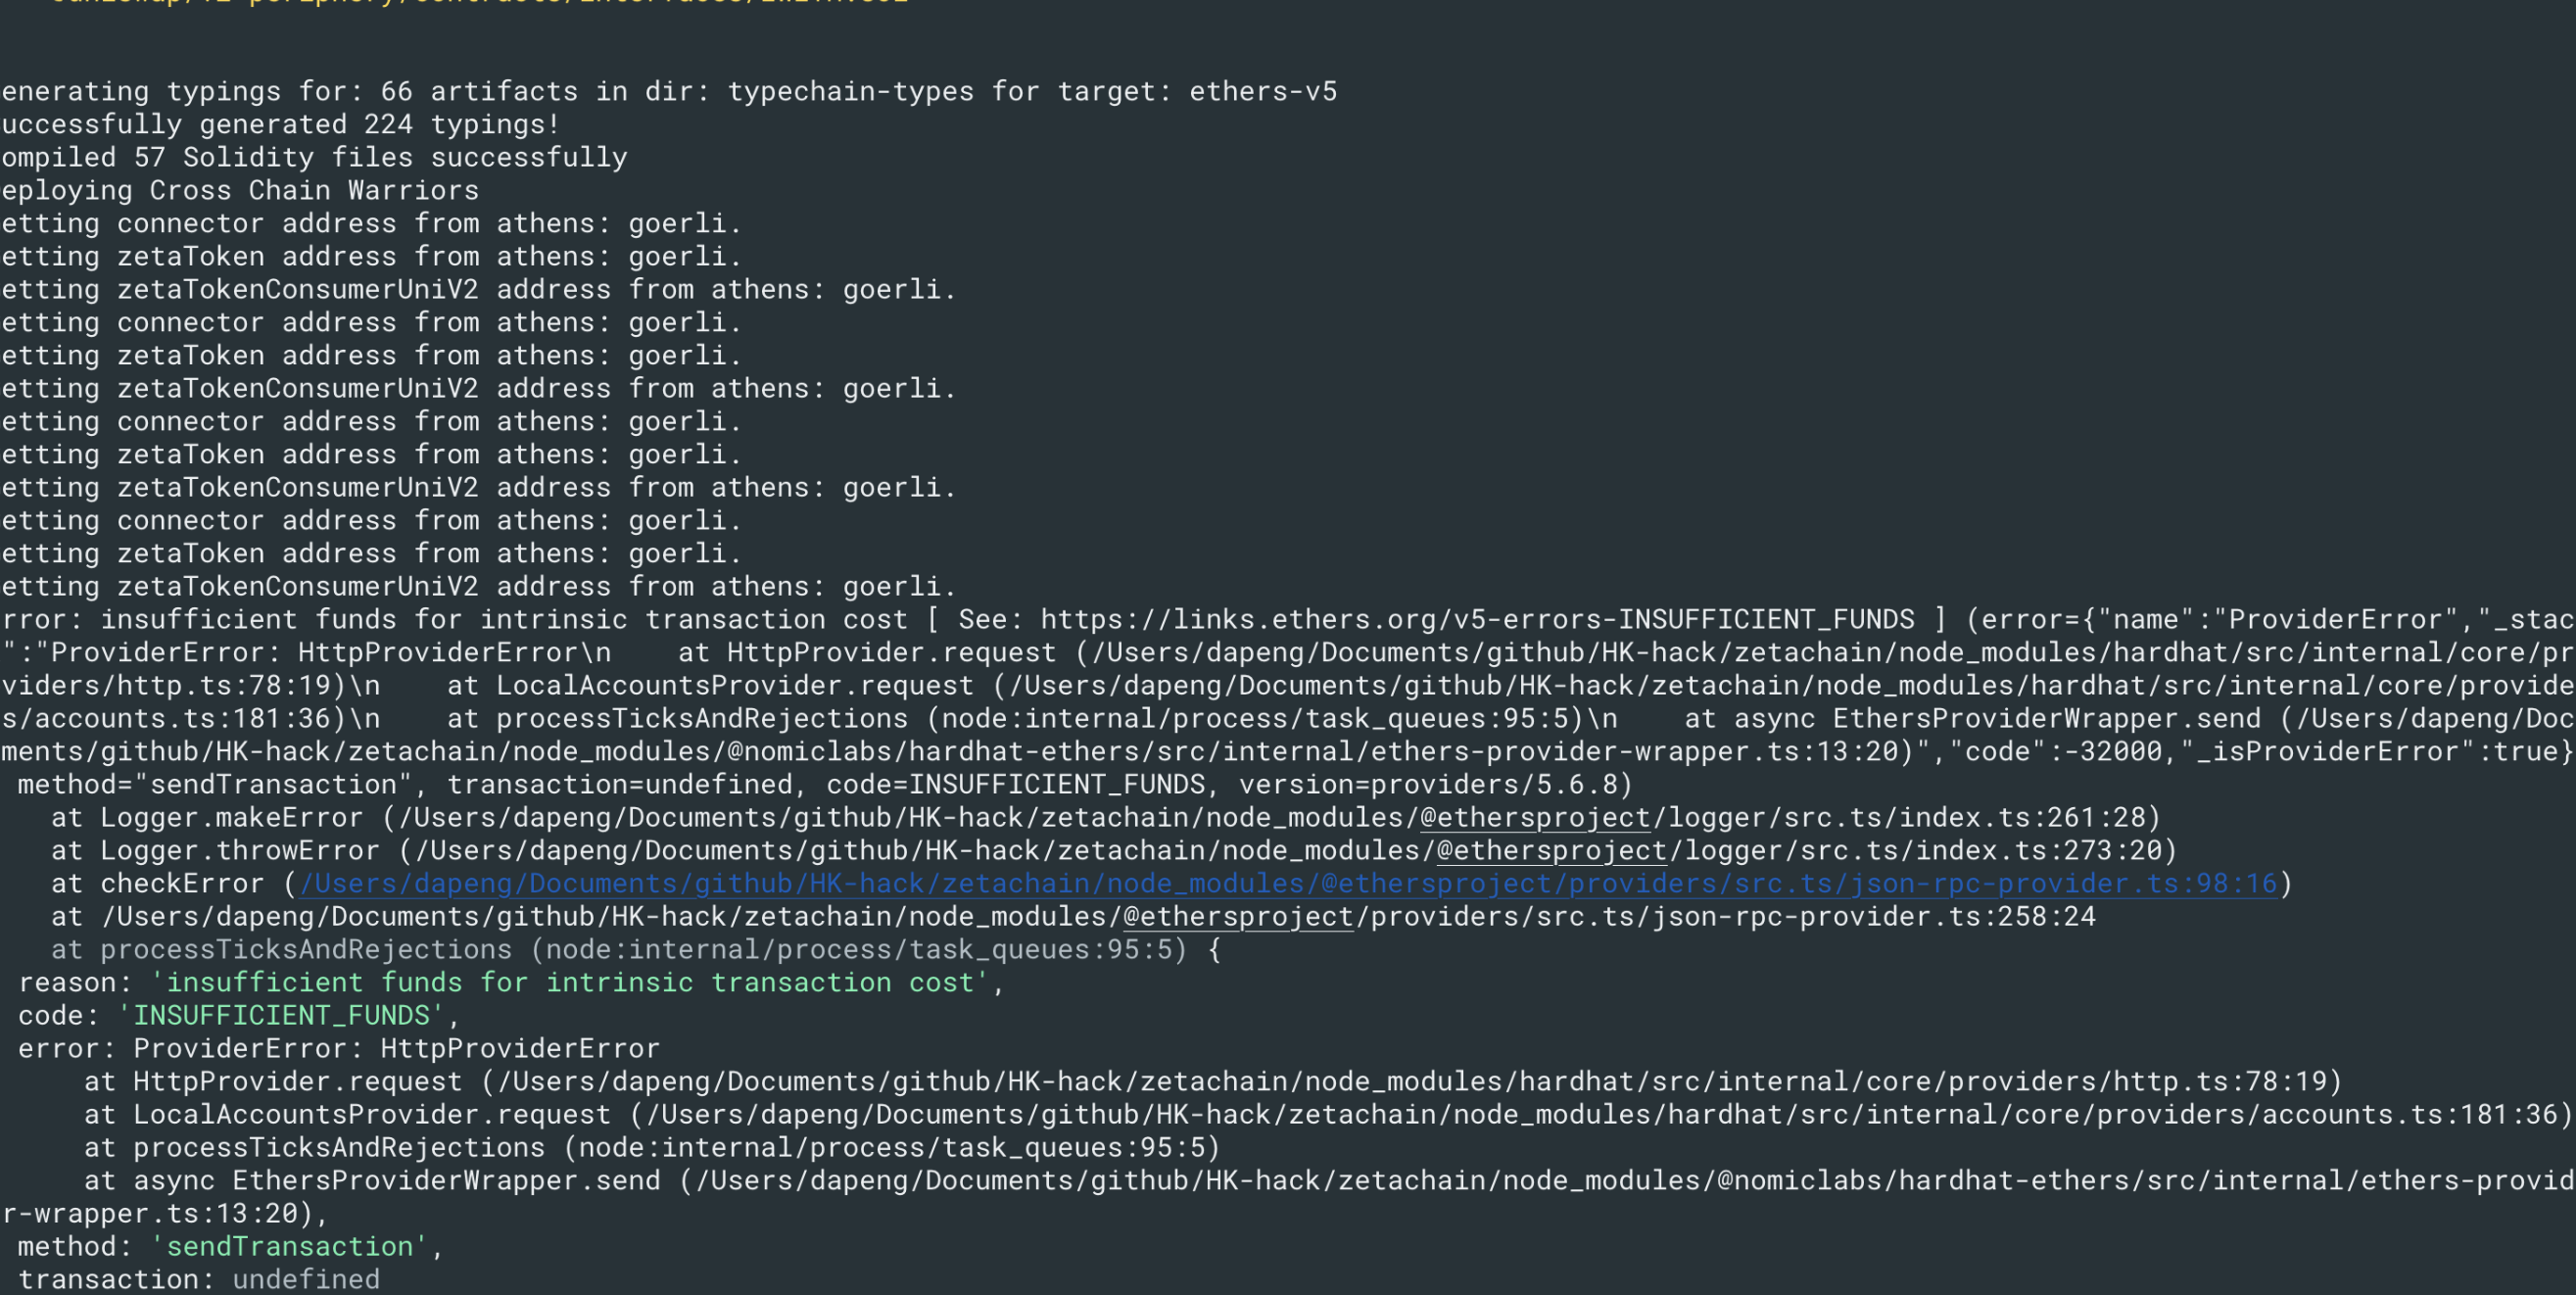 enerating typings for: 66 artifacts in dir: typechain-types for target: ethers-v5
uccessfully generated 224 typings!
ompiled 57 Solidity files successfully
eploying Cross Chain Warriors
etting connector address from athens: goerli.
etting zetaToken address from athens: goerli.
etting zetaTokenConsumerUniV2 address from athens: goerli.
etting connector address from athens: goerli.
etting zetaToken address from athens: goerli.
etting zetaTokenConsumerUniV2 address from athens: goerli.
etting connector address from athens: goerli.
etting zetaToken address from athens: goerli.
etting zetaTokenConsumerUniV2 address from athens: goerli.
etting connector address from athens: goerli.
etting zetaToken address from athens: goerli.
etting zetaTokenConsumerUniV2 address from athens: goerli.
rror: insufficient funds for intrinsic transaction cost [ See: https://links.ethers.org/v5-errors-INSUFFICIENT_FUNDS ] (error={"name":"ProviderError","_stac
":"ProviderError: HttpProviderError\n    at HttpProvider.request (/Users/dapeng/Documents/github/HK-hack/zetachain/node_modules/hardhat/src/internal/core/pr
viders/http.ts:78:19)\n    at LocalAccountsProvider.request (/Users/dapeng/Documents/github/HK-hack/zetachain/node_modules/hardhat/src/internal/core/provide
s/accounts.ts:181:36)\n    at processTicksAndRejections (node:internal/process/task_queues:95:5)\n    at async EthersProviderWrapper.send (/Users/dapeng/Doc
ments/github/HK-hack/zetachain/node_modules/@nomiclabs/hardhat-ethers/src/internal/ethers-provider-wrapper.ts:13:20)","code":-32000,"_isProviderError":true}
method="sendTransaction", transaction=undefined, code=INSUFFICIENT_FUNDS, version=providers/5.6.8)
at Logger.makeError (/Users/dapeng/Documents/github/HK-hack/zetachain/node_modules/@ethersproject/logger/src.ts/index.ts:261:28)
at Logger.throwError (/Users/dapeng/Documents/github/HK-hack/zetachain/node_modules/@ethersproject/logger/src.ts/index.ts:273:20)
at checkError (/Users/dapeng/Documents/github/HK-hack/zetachain/node_modules/@ethersproject/providers/src.ts/json-rpc-provider.ts:98:16)
at /Users/dapeng/Documents/github/HK-hack/zetachain/node_modules/@ethersproject/providers/src.ts/json-rpc-provider.ts:258:24
at processTicksAndRejections (node:internal/process/task_queues:95:5) {
reason: 'insufficient funds for intrinsic transaction cost',
code: 'INSUFFICIENT_FUNDS',
error: ProviderError: HttpProviderError
at HttpProvider.request (/Users/dapeng/Documents/github/HK-hack/zetachain/node_modules/hardhat/src/internal/core/providers/http.ts:78:19)
at LocalAccountsProvider.request (/Users/dapeng/Documents/github/HK-hack/zetachain/node_modules/hardhat/src/internal/core/providers/accounts.ts:181:36)
at processTicksAndRejections (node:internal/process/task_queues:95:5)
at async EthersProviderWrapper.send (/Users/dapeng/Documents/github/HK-hack/zetachain/node_modules/@nomiclabs/hardhat-ethers/src/internal/ethers-provid
r-wrapper.ts:13:20),
method: 'sendTransaction',
transaction: undefined